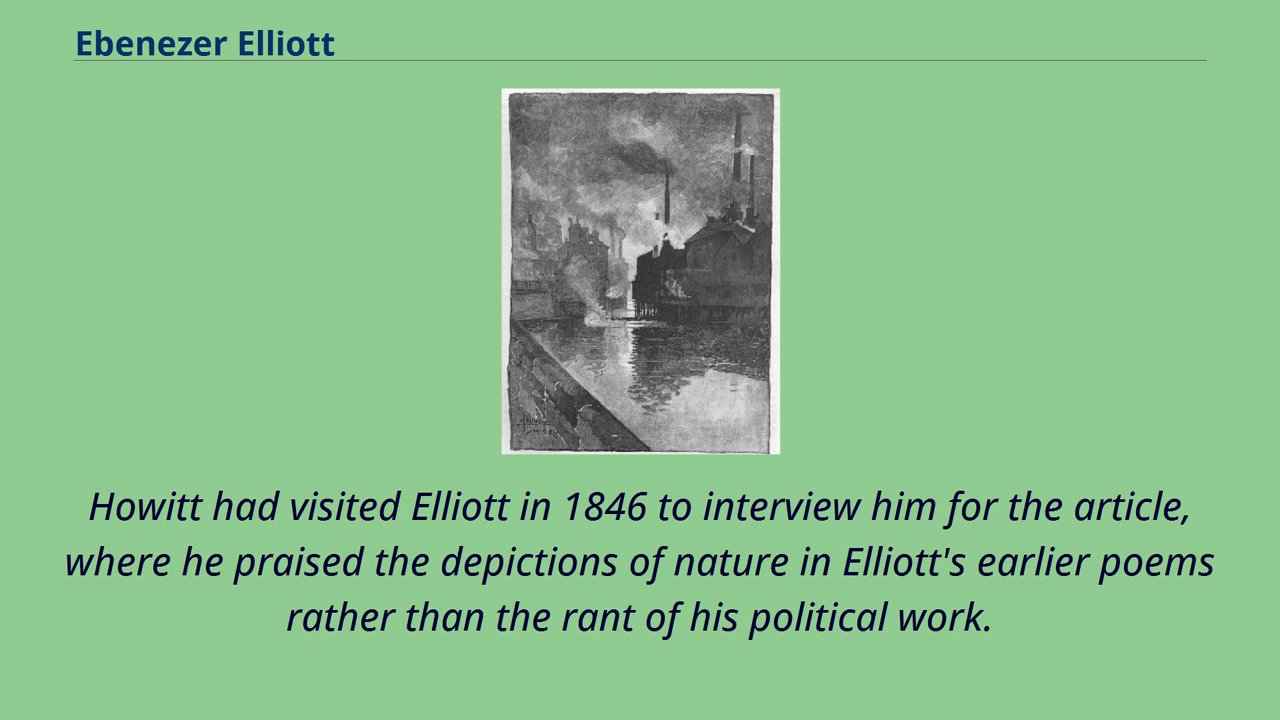 Ebenezer Elliott
Howitt had visited Elliott in 1846 to interview him for the article,
where he praised the depictions of nature in Elliott's earlier poems
rather than the rant of his political work.